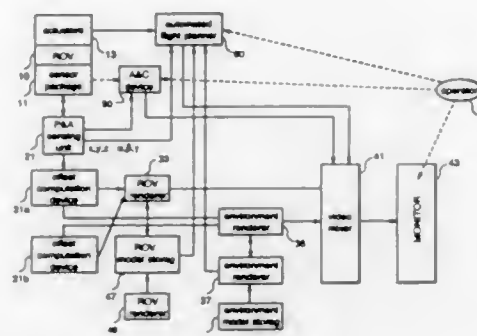 actuators
13
automated
flight planner
90
ROV
10
sensor
package
11
A&C
device
operator
P&A
sensing
unit
21
x,y,z
α,β,γ
33
41
43
offset
computation
device
21a
ROV
renderer
video
mixer
MONITOR
environment
renderer
offset
computation
device
21b
ROV
model storing
47
environment
renderer
37
ROV
renderer
environment
model storing